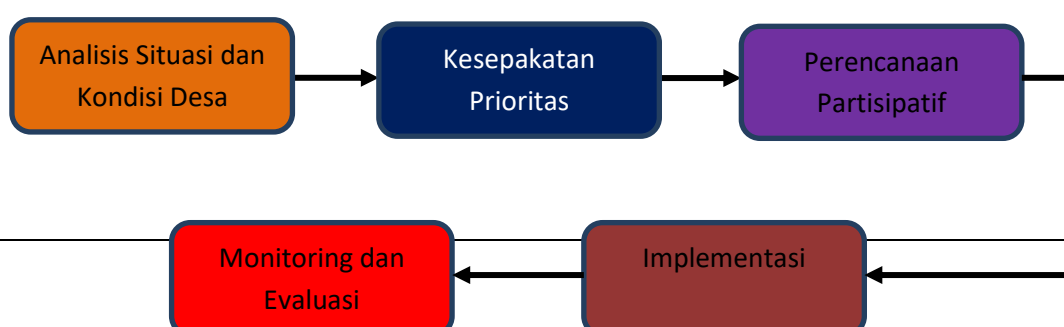 Analisis Situasi dan
Kondisi Desa
Kesepakatan
Prioritas
Perencanaan
Partisipatif
Monitoring dan
Evaluasi
Implementasi